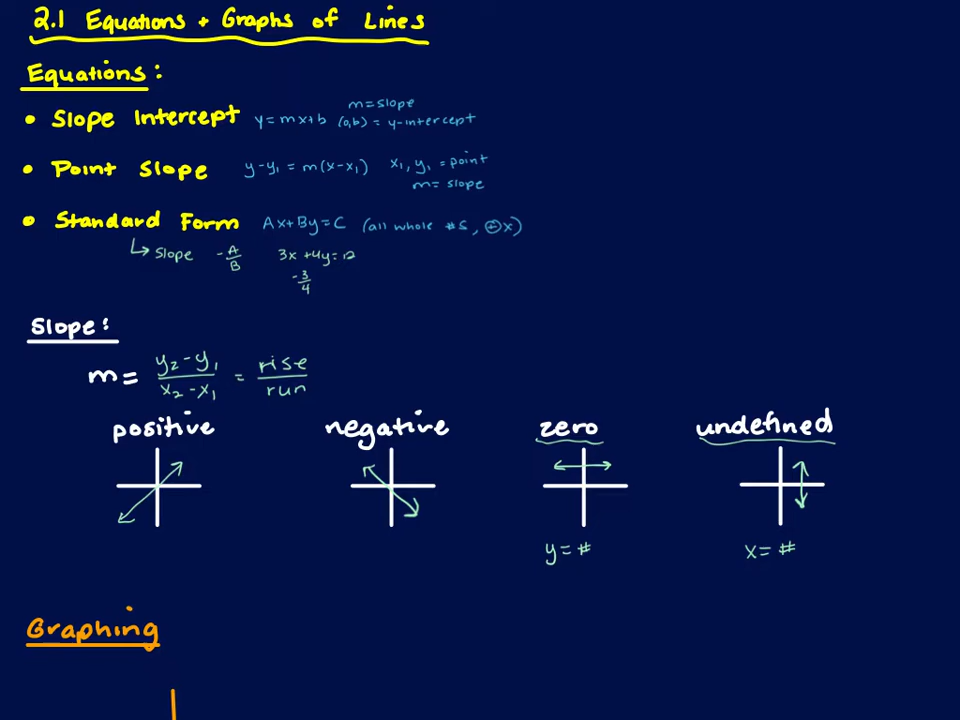 2.1 Equations + Graphs of Lines
Equations:
• Slope Intercept y = mx+b m = slope (0,b) = y-intercept
• Point Slope y-y₁ = m(x-x₁) x₁, y₁ = point m = slope
• Standard Form Ax+By=C (all whole #s, ⊕x)
↳ Slope -A/B 3x+4y=12
-3/4
Slope:
m = y₂-y₁/x₂-x₁ = rise/run
positive negative zero undefined
y = # x = #
Graphing